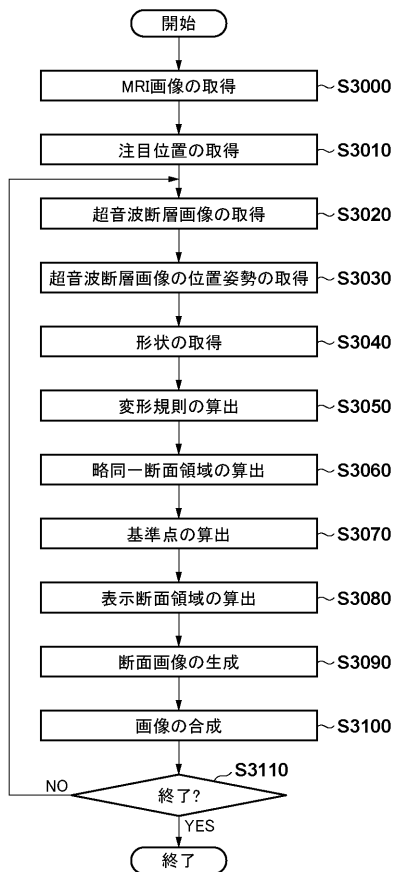 開始
MRI画像の取得 S3000
注目位置の取得 S3010
超音波断層画像の取得 S3020
超音波断層画像の位置姿勢の取得 S3030
形状の取得 S3040
変形規則の算出 S3050
略同一断面領域の算出 S3060
基準点の算出 S3070
表示断面領域の算出 S3080
断面画像の生成 S3090
画像の合成 S3100
S3110
NO 終了?
YES
終了